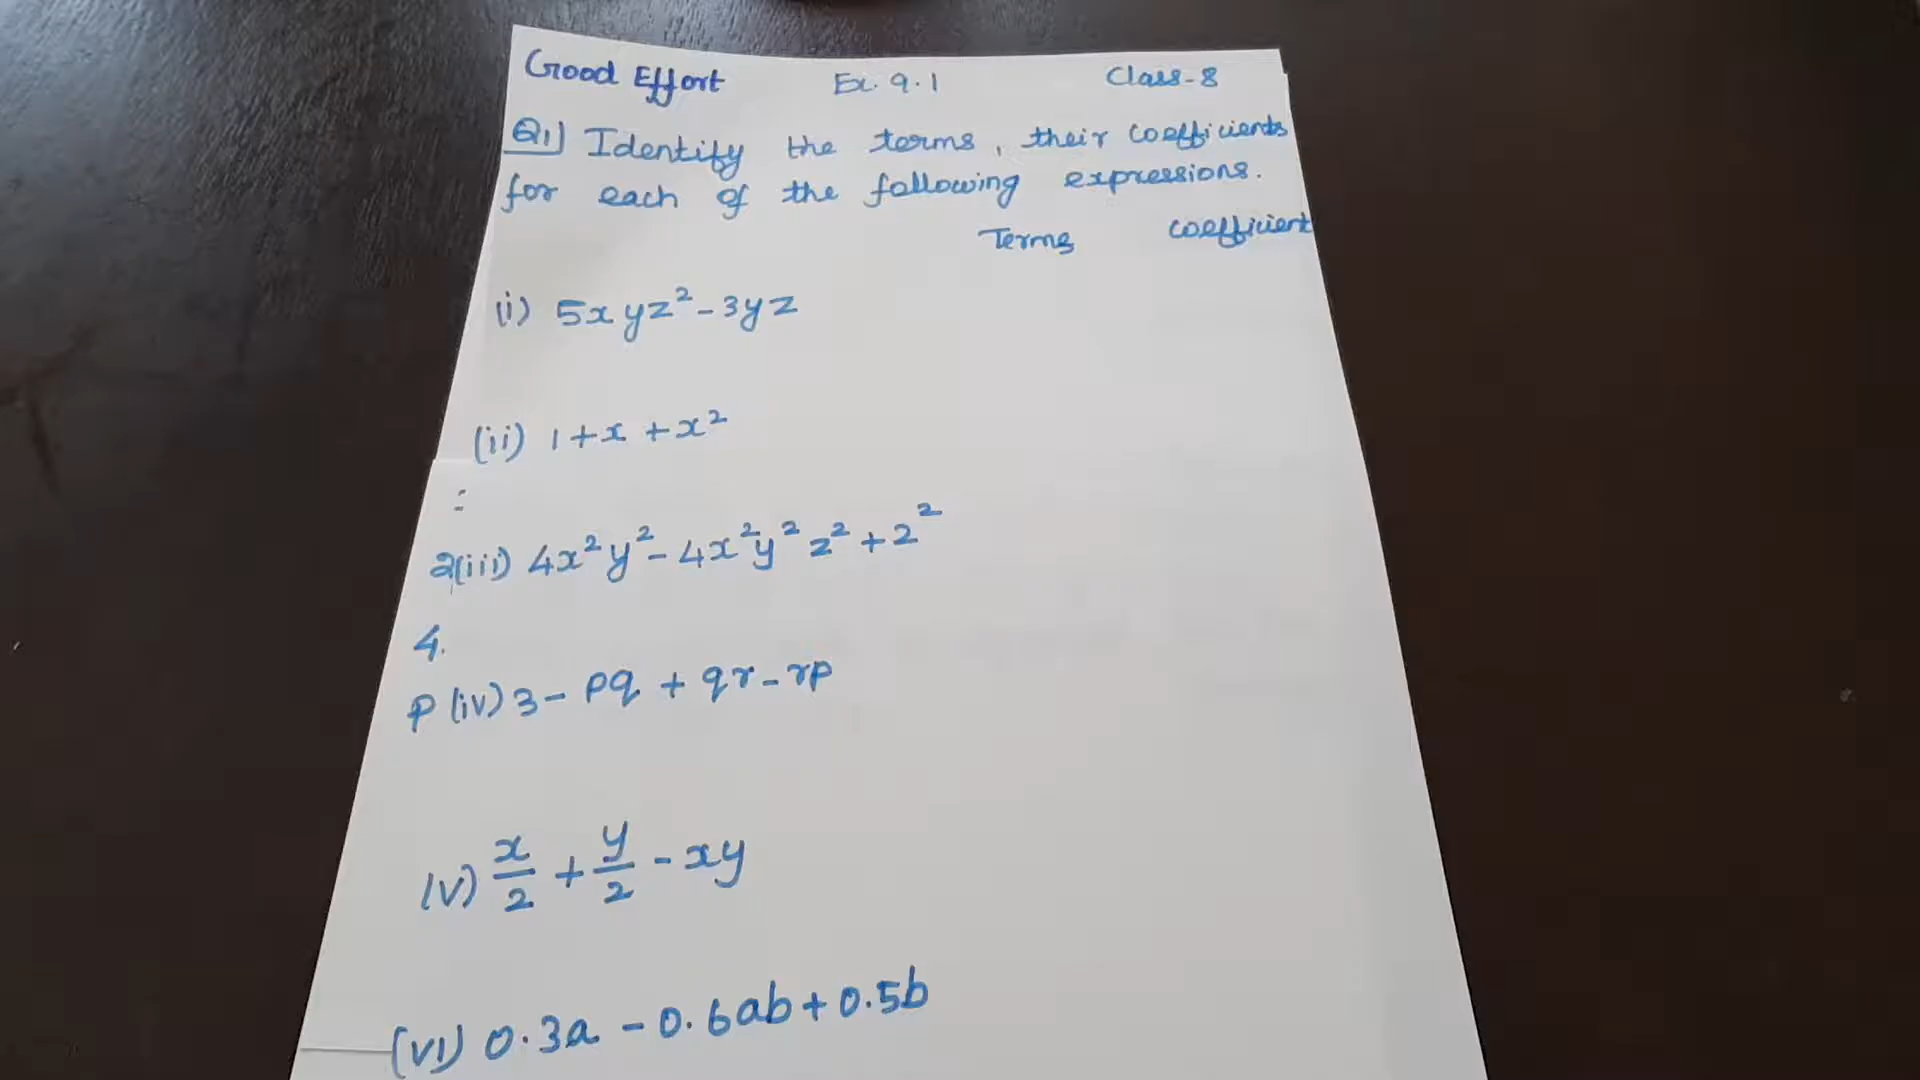 Good Effort Ex. 9.1 Class-8
Q1) Identify the terms, their coefficients
for each of the following expressions.
Terms coefficient
(i) 5xyz²-3yz
(ii) 1+x+x²
2(iii) 4x²y²-4x²y²z²+2²
4.
P (iv) 3-pq+qr-rp
(v) x/2 + y/2 - xy
(vi) 0.3a - 0.6ab + 0.5b